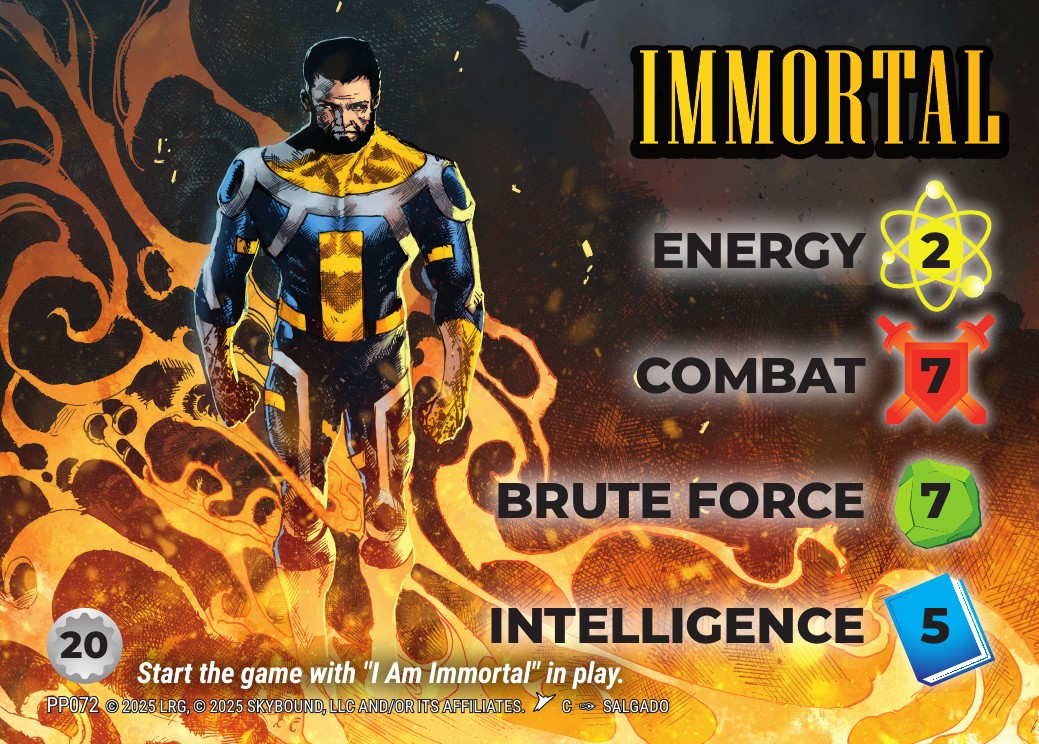 IMMORTAL
ENERGY 2
COMBAT 7
BRUTE FORCE 7
INTELLIGENCE 5
20
Start the game with "I Am Immortal" in play.
PP072 © 2025 LRG, © 2025 SKYBOUND, LLC AND/OR ITS AFFILIATES. C SALGADO